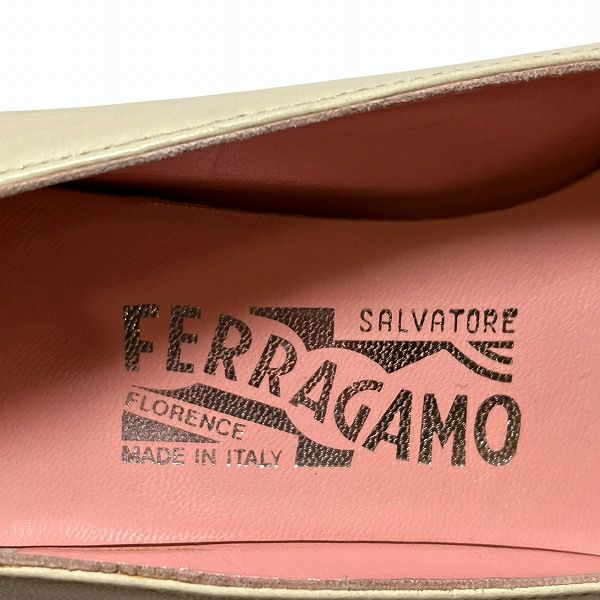 SALVATORE
FERRAGAMO
FLORENCE
MADE IN ITALY